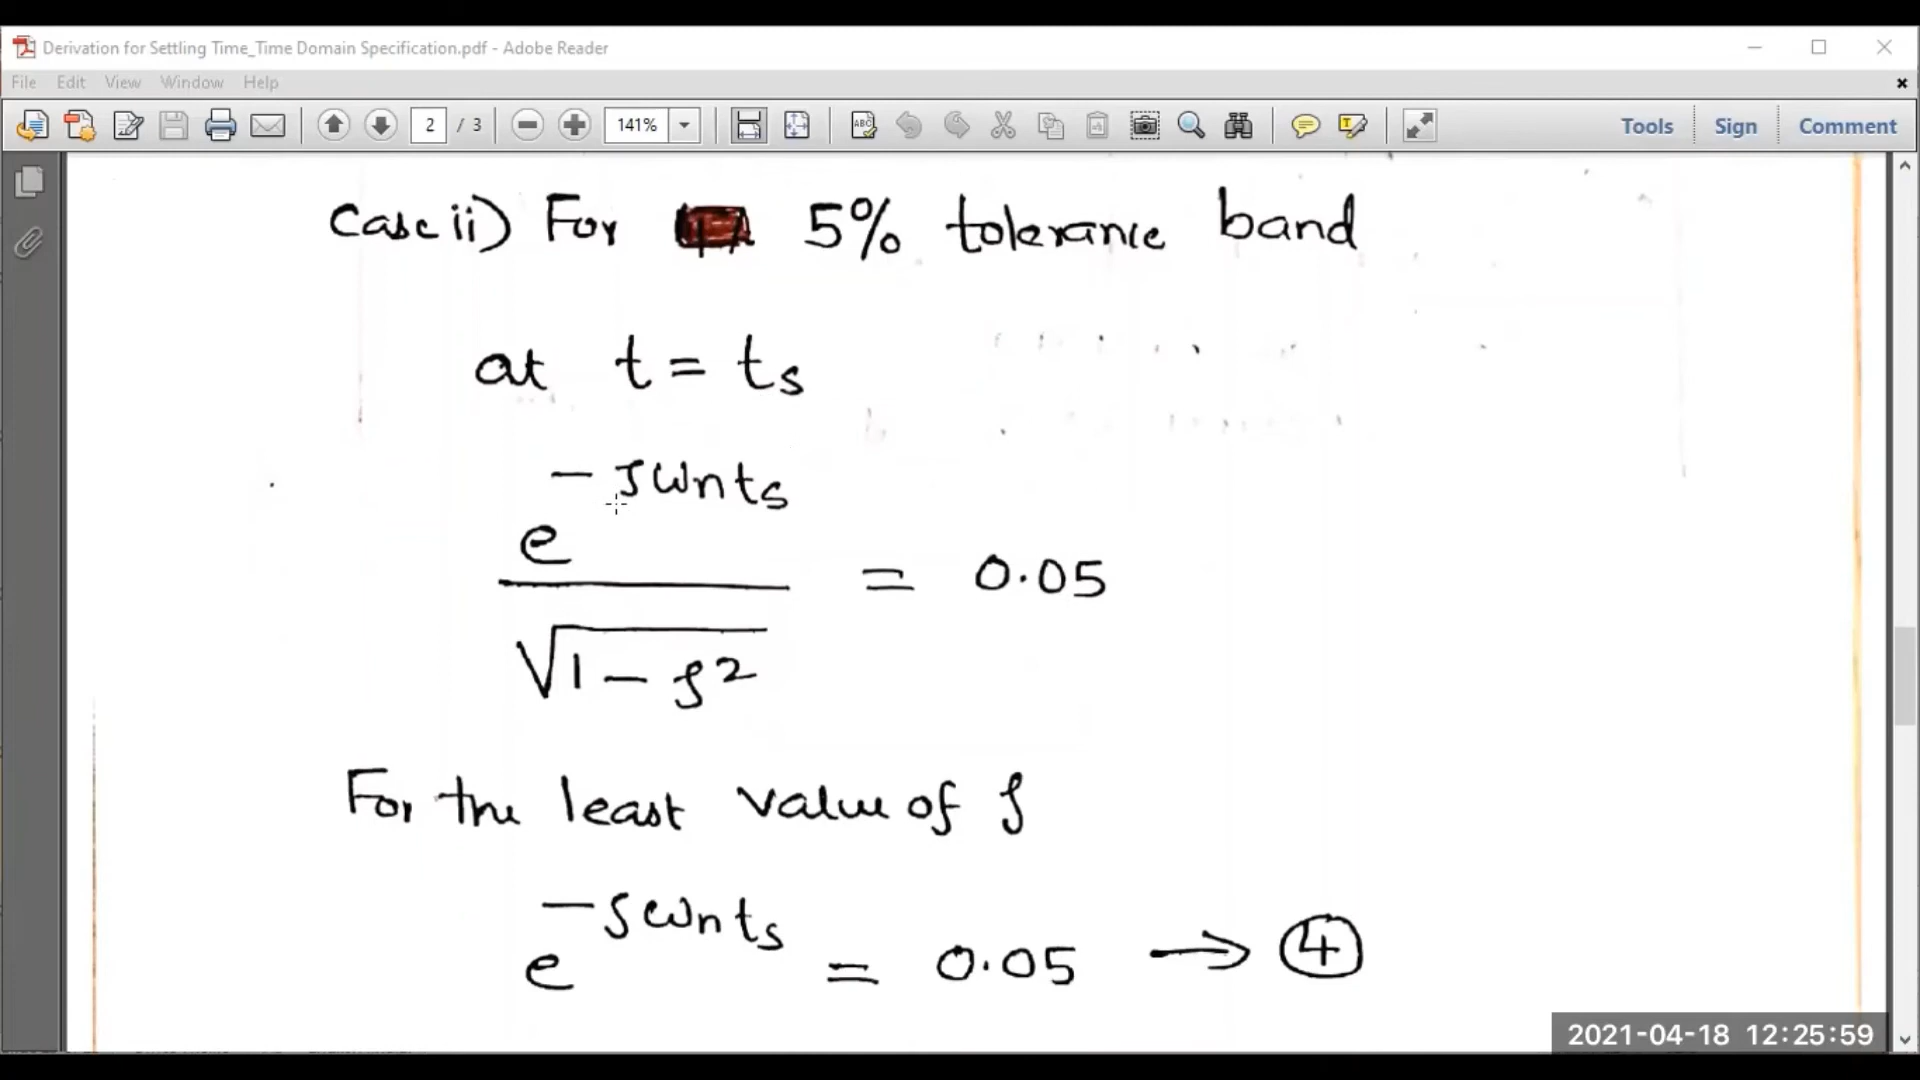 Derivation for Settling Time_Time Domain Specification.pdf - Adobe Reader
File Edit View Window Help
2 / 3 141% Tools Sign Comment
Case ii) For 5% tolerance band
at t = ts
e^-ζωnts / √1-ζ² = 0.05
For the least value of ζ
e^-ζωnts = 0.05 → ④
2021-04-18 12:25:59